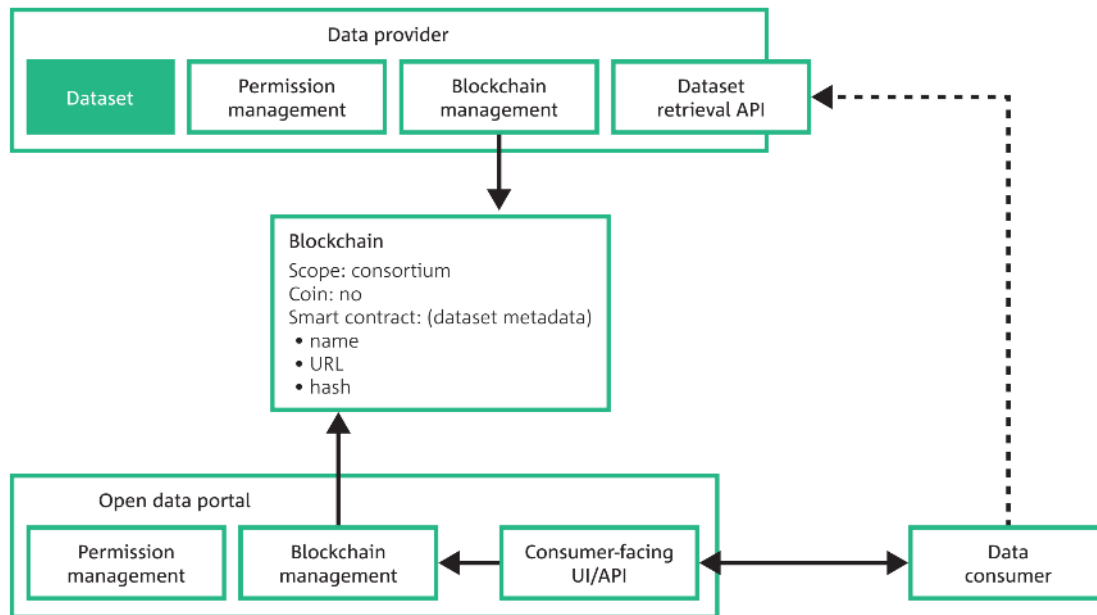 Data provider
Dataset
Permission
management
Blockchain
management
Dataset
retrieval API
Blockchain
Scope: consortium
Coin: no
Smart contract: (dataset metadata)
• name
• URL
• hash
Open data portal
Permission
management
Blockchain
management
Consumer-facing
UI/API
Data
consumer